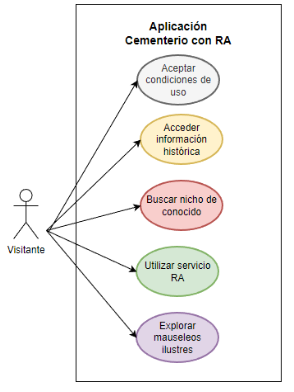 Aplicación
Cementerio con RA
Aceptar
condiciones de
uso
Acceder
información
histórica
Buscar nicho de
conocido
Visitante
Utilizar servicio
RA
Explorar
mauseleos
ilustres